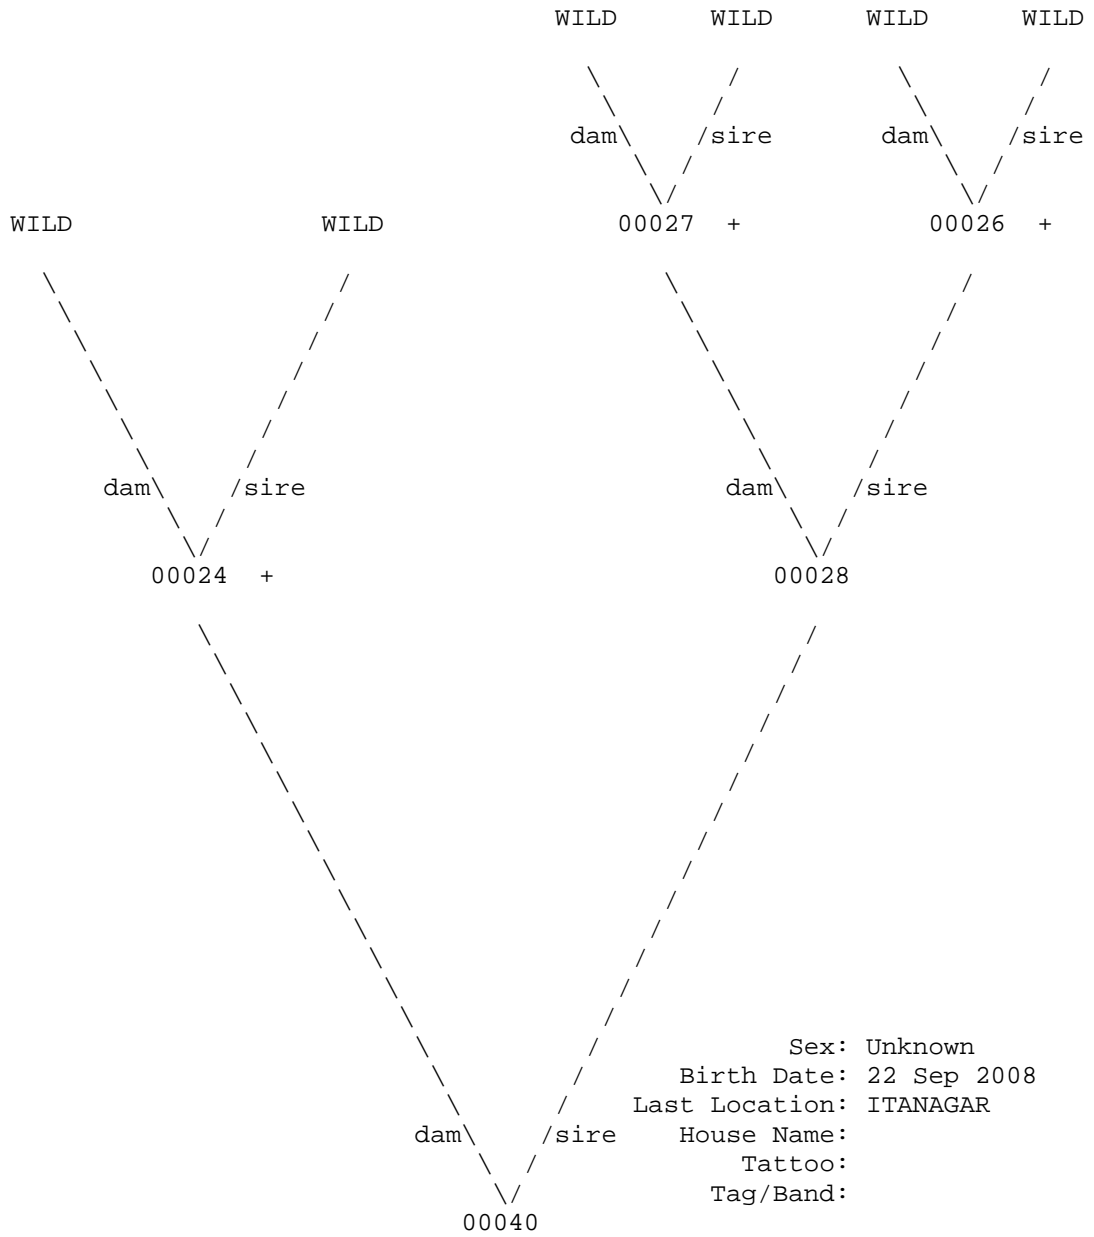 WILD WILD WILD WILD
dam sire dam sire
WILD WILD 00027 + 00026 +
dam sire dam sire
00024 + 00028
Sex: Unknown
Birth Date: 22 Sep 2008
Last Location: ITANAGAR
dam sire House Name:
Tattoo:
Tag/Band:
00040